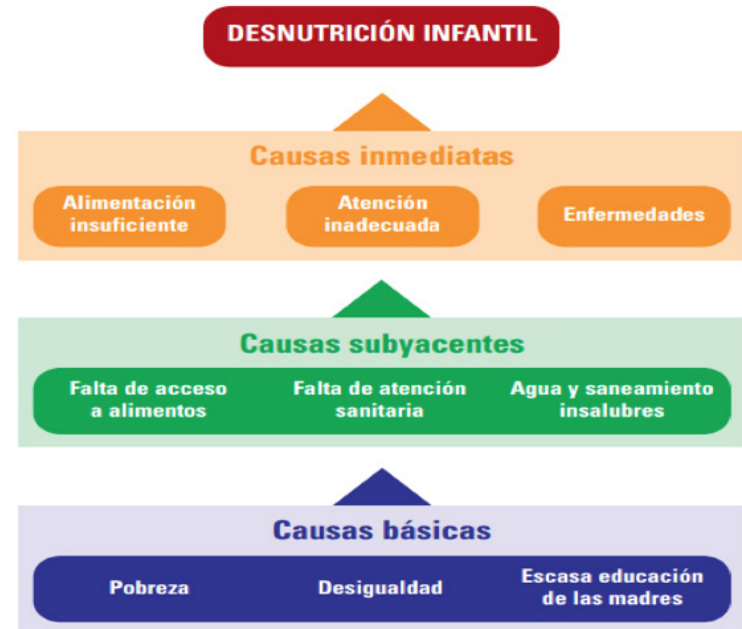 DESNUTRICIÓN INFANTIL
Causas inmediatas
Alimentación
insuficiente
Atención
inadecuada
Enfermedades
Causas subyacentes
Falta de acceso
a alimentos
Falta de atención
sanitaria
Agua y saneamiento
insalubres
Causas básicas
Pobreza
Desigualdad
Escasa educación
de las madres